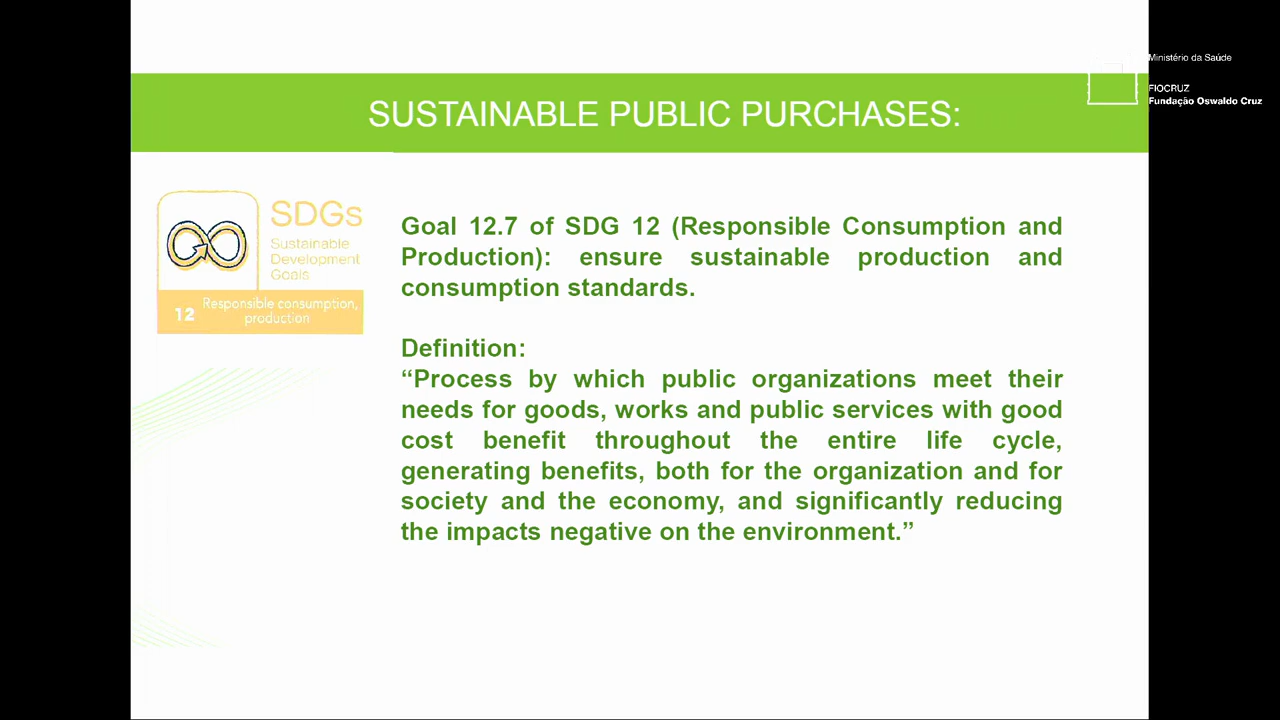 Ministério da Saúde
FIOCRUZ
Fundação Oswaldo Cruz
SUSTAINABLE PUBLIC PURCHASES:
SDGs
Sustainable
Development
Goals
12 Responsible consumption,
production
Goal 12.7 of SDG 12 (Responsible Consumption and
Production): ensure sustainable production and
consumption standards.
Definition:
“Process by which public organizations meet their
needs for goods, works and public services with good
cost benefit throughout the entire life cycle,
generating benefits, both for the organization and for
society and the economy, and significantly reducing
the impacts negative on the environment.”